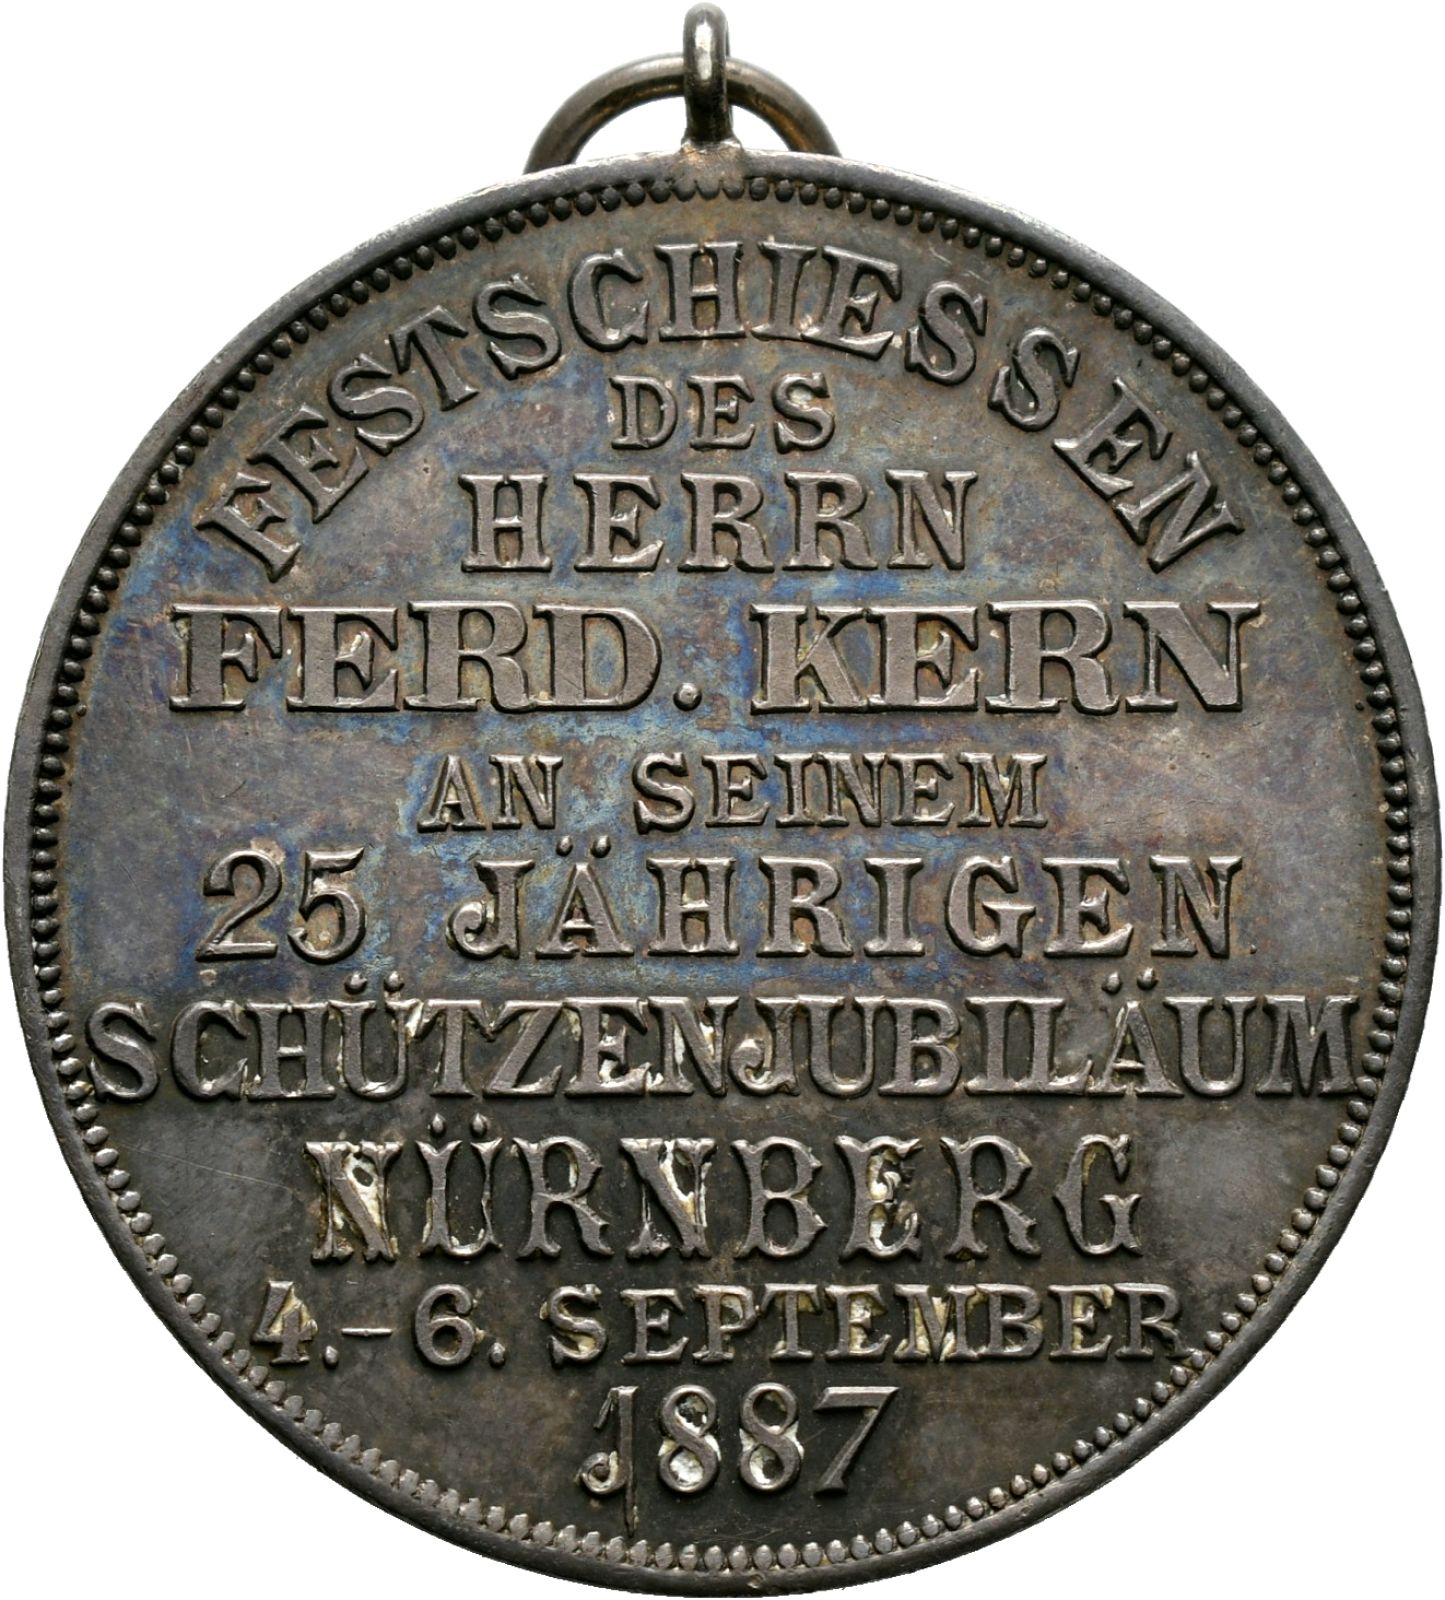 FESTSCHIESSEN
DES
HERRN
FERD. KERN
AN SEINEM
25 JÄHRIGEN
SCHÜTZENJUBILÄUM
NÜRNBERG
4.-6. SEPTEMBER
1887